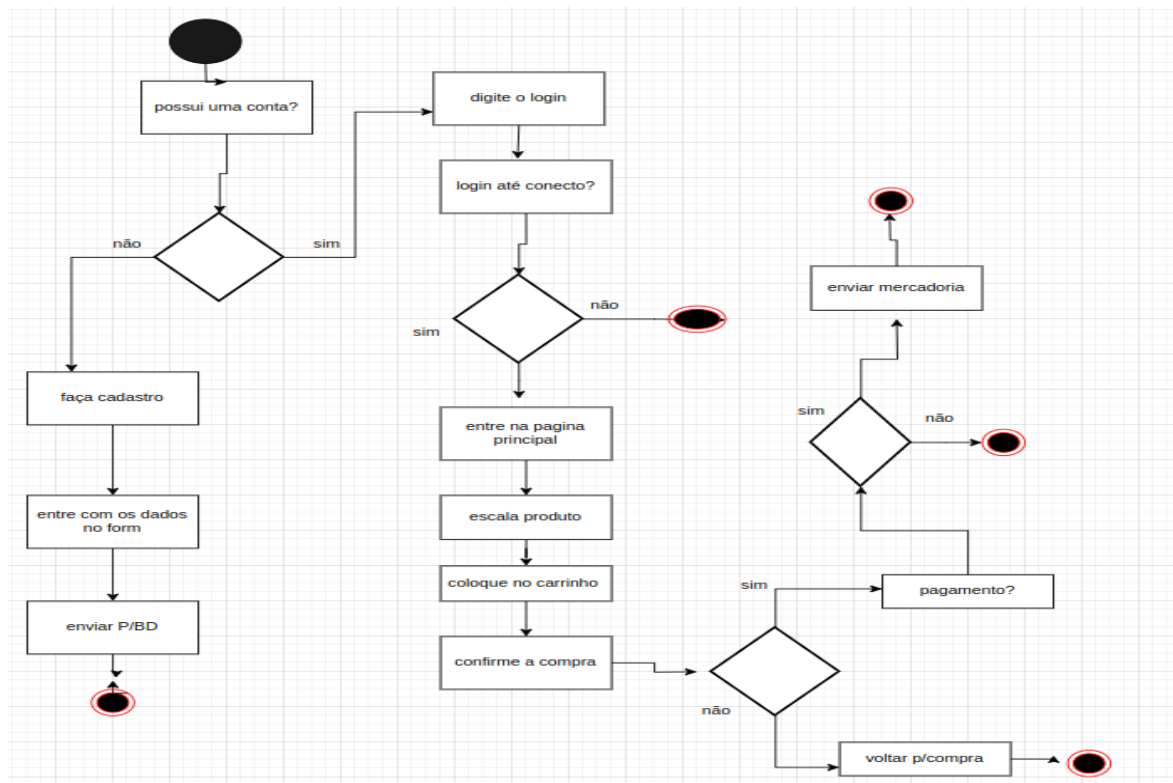 possui uma conta?
não
sim
faça cadastro
entre com os dados
no form
enviar P/BD
digite o login
login até conecto?
não
sim
entre na pagina
principal
escala produto
coloque no carrinho
confirme a compra
sim
não
pagamento?
voltar p/compra
sim
não
enviar mercadoria